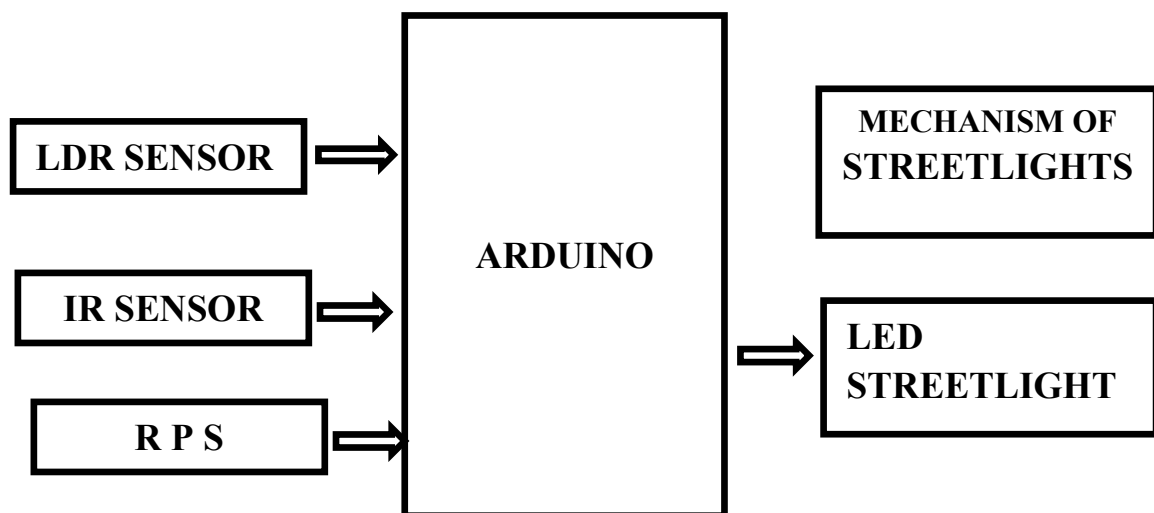 LDR SENSOR
IR SENSOR
R P S
ARDUINO
MECHANISM OF
STREETLIGHTS
LED
STREETLIGHT